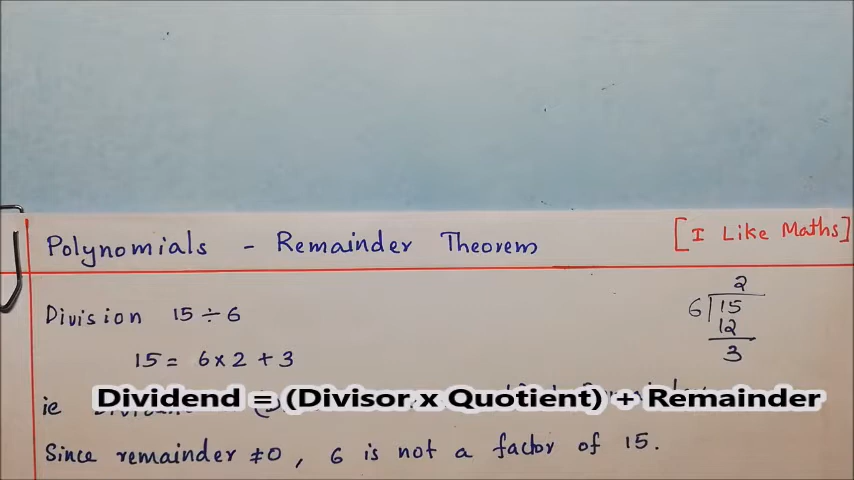 Polynomials - Remainder Theorem
[I Like Maths]
Division 15 ÷ 6
2
6 15
12
3
15 = 6 x 2 + 3
ie
Dividend = (Divisor x Quotient) + Remainder
Since remainder ≠0, 6 is not a factor of 15.